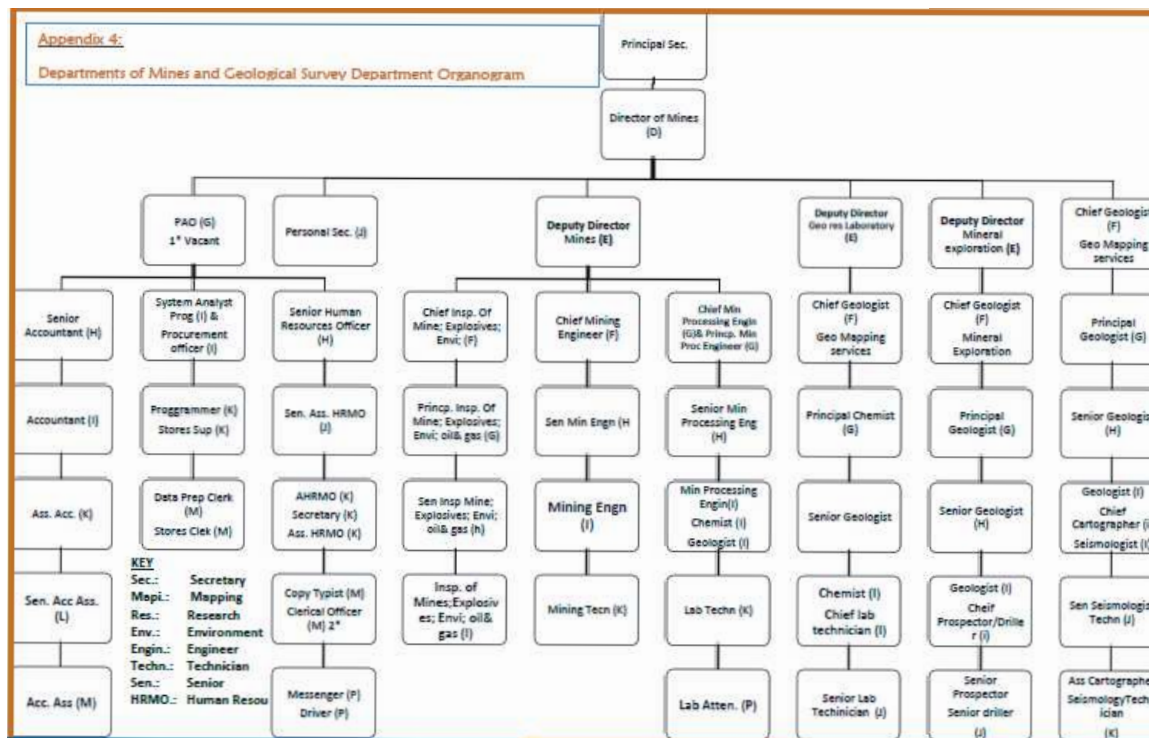 Appendix 4:
Departments of Mines and Geological Survey Department Organogram
Principal Sec.
Director of Mines
(D)
PAO (G)
1* Vacant
Personal Sec. (J)
Deputy Director
Mines (E)
Deputy Director
Geo res Laboratory
(E)
Deputy Director
Mineral
exploration (E)
Chief Geologist
(F)
Geo Mapping
services
Senior
Accountant (H)
System Analyst
Prog (I) &
Procurement
officer (I)
Senior Human
Resources Officer
(H)
Chief Insp. Of
Mine; Explosives;
Envi; (F)
Chief Mining
Engineer (F)
Chief Min
Processing Engin
(G)& Princp. Min
Proc Engineer (G)
Chief Geologist
(F)
Geo Mapping
services
Chief Geologist
(F)
Mineral
Exploration
Principal
Geologist (G)
Accountant (I)
Proggrammer (K)
Stores Sup (K)
Sen. Ass. HRMO
(J)
Princp. Insp. Of
Mine; Explosives;
Envi; oil& gas (G)
Sen Min Engn (H
Senior Min
Processing Eng
(H)
Principal Chemist
(G)
Principal
Geologist (G)
Senior Geologist
(H)
Ass. Acc. (K)
Data Prep Clerk
(M)
Stores Clek (M)
AHRMO (K)
Secretary (K)
Ass. HRMO (K)
Sen Insp Mine;
Explosives; Envi;
oil& gas (h)
Mining Engn
(I)
Min Processing
Engin(I)
Chemist (I)
Geologist (I)
Senior Geologist
Senior Geologist
(H)
Geologist (I)
Chief
Cartographer (i
Seismologist (I)
KEY
Sec.: Secretary
Mapi.: Mapping
Res.: Research
Env.: Environment
Engin.: Engineer
Techn.: Technician
Sen.: Senior
HRMO.: Human Resou
Sen. Acc Ass.
(L)
Copy Typist (M)
Clerical Officer
(M) 2*
Insp. of
Mines;Explosiv
es; Envi; oil& gas
(I)
Mining Tecn (K)
Lab Techn (K)
Chemist (I)
Chief lab
technician (I)
Geologist (I)
Cheif
Prospector/Drille
r (i)
Sen Seismologis
Techn (J)
Acc. Ass (M)
Messenger (P)
Driver (P)
Lab Atten. (P)
Senior Lab
Techinician (J)
Senior
Prospector
Senior driller
(J)
Ass Cartographe
SeismologyTech
ician
(K)